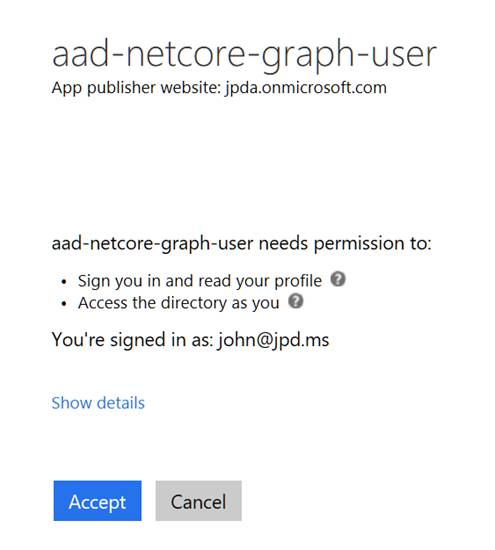 aad-netcore-graph-user
App publisher website: jpda.onmicrosoft.com
aad-netcore-graph-user needs permission to:
• Sign you in and read your profile ?
• Access the directory as you ?
You're signed in as: john@jpd.ms
Show details
Accept Cancel